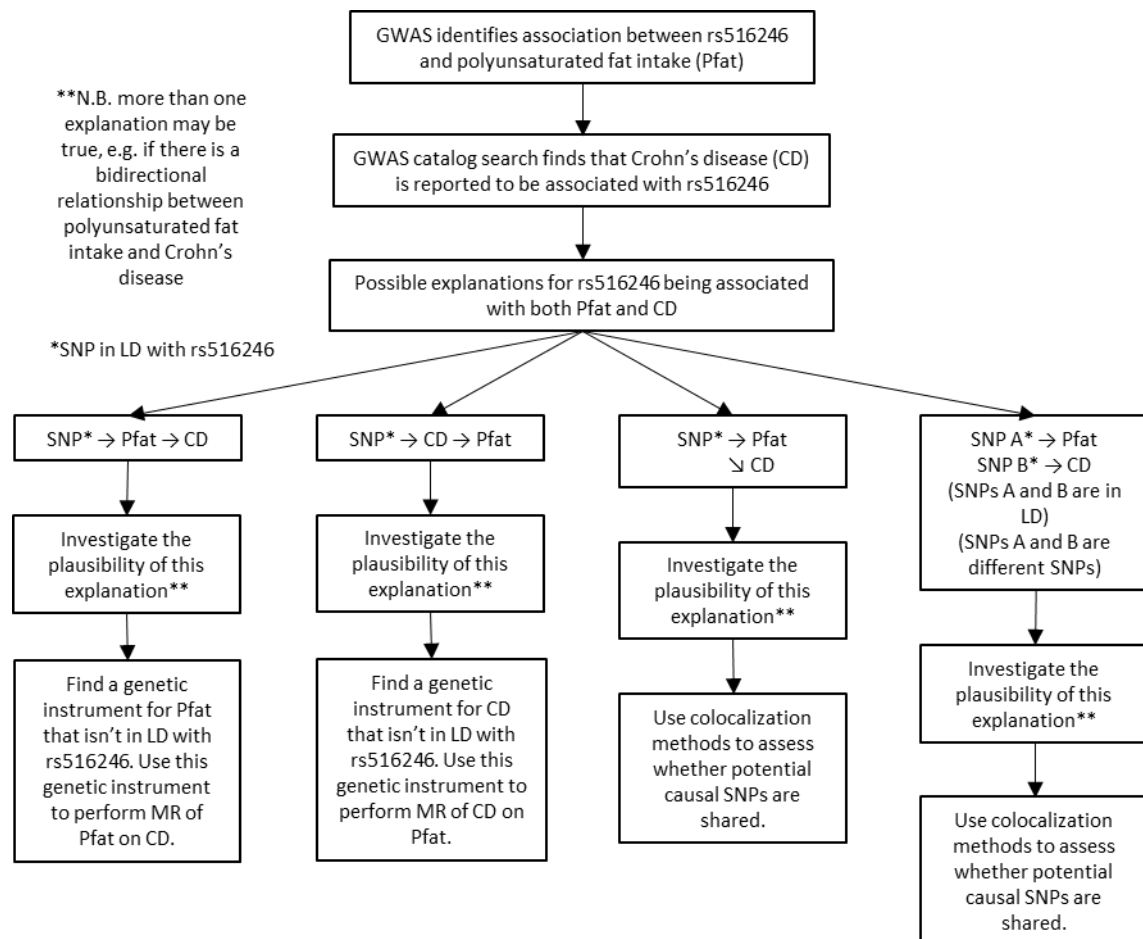 GWAS identifies association between rs516246
and polyunsaturated fat intake (Pfat)
**N.B. more than one
explanation may be
true, e.g. if there is a
bidirectional
relationship between
polyunsaturated fat
intake and Crohn’s
disease
GWAS catalog search finds that Crohn’s disease (CD)
is reported to be associated with rs516246
Possible explanations for rs516246 being associated
with both Pfat and CD
*SNP in LD with rs516246
SNP* → Pfat → CD
Investigate the
plausibility of this
explanation**
Find a genetic
instrument for Pfat
that isn’t in LD with
rs516246. Use this
genetic instrument
to perform MR of
Pfat on CD.
SNP* → CD → Pfat
Investigate the
plausibility of this
explanation**
Find a genetic
instrument for CD
that isn’t in LD with
rs516246. Use this
genetic instrument to
perform MR of CD on
Pfat.
SNP* → Pfat
↘ CD
Investigate the
plausibility of this
explanation**
Use colocalization
methods to assess
whether potential
causal SNPs are
shared.
SNP A* → Pfat
SNP B* → CD
(SNPs A and B are in
LD)
(SNPs A and B are
different SNPs)
Investigate the
plausibility of this
explanation**
Use colocalization
methods to assess
whether potential
causal SNPs are
shared.